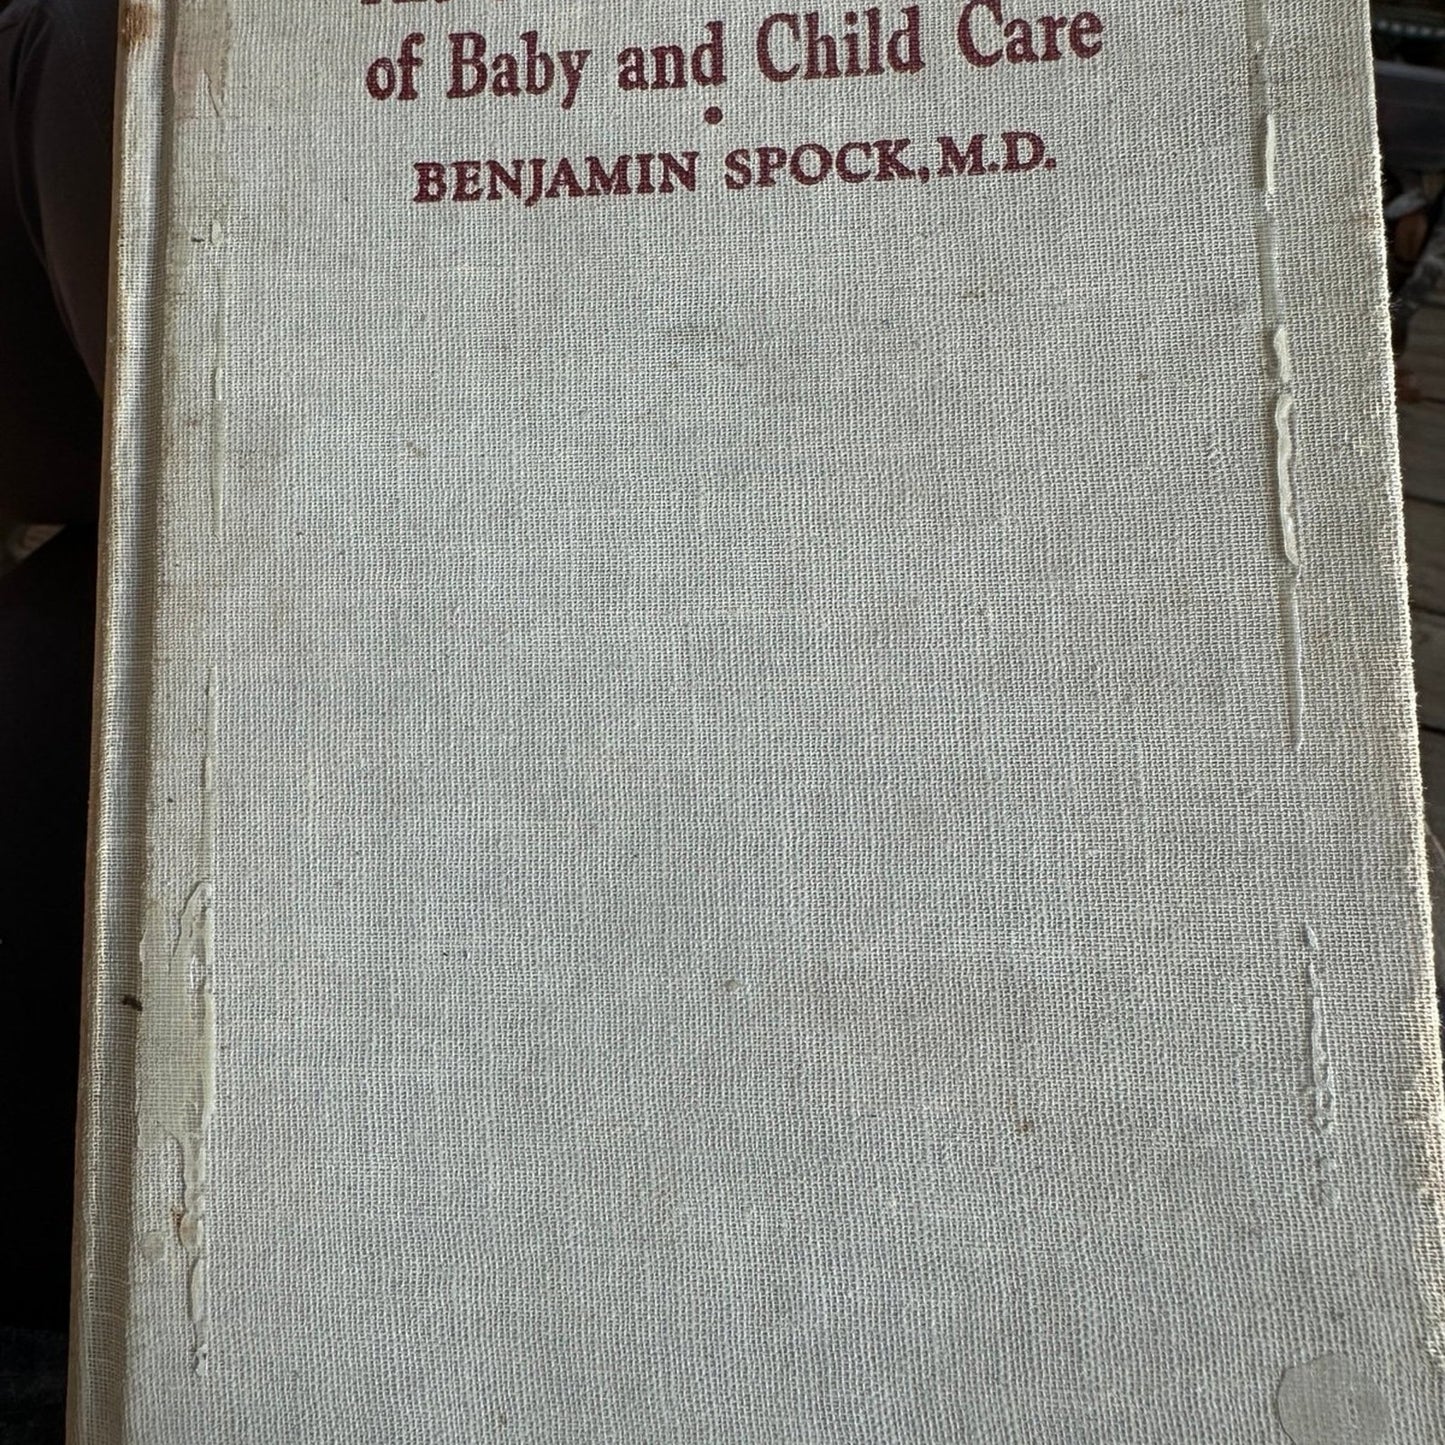 of Baby and Child Care
•
BENJAMIN SPOCK, M.D.